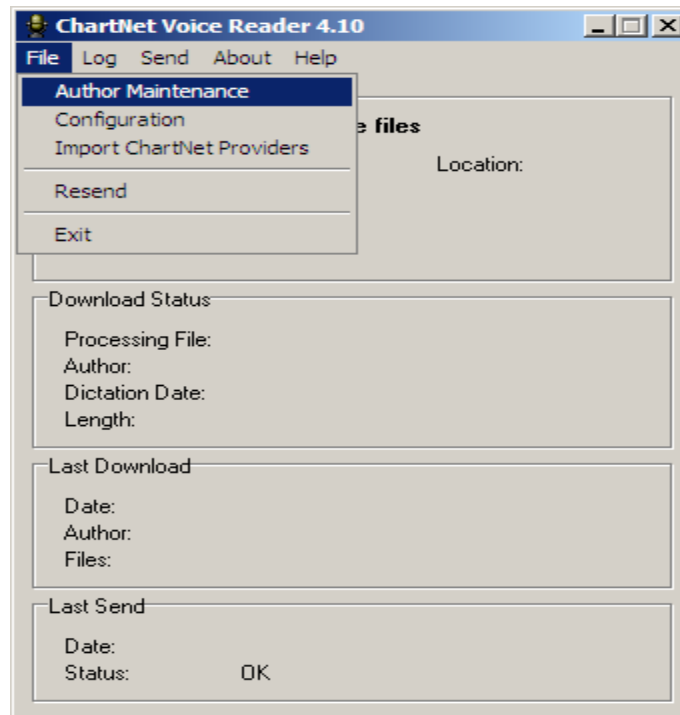 ChartNet Voice Reader 4.10
File Log Send About Help
Author Maintenance
Configuration
Import ChartNet Providers
Resend
Exit
files
Location:
Download Status
Processing File:
Author:
Dictation Date:
Length:
Last Download
Date:
Author:
Files:
Last Send
Date:
Status: OK